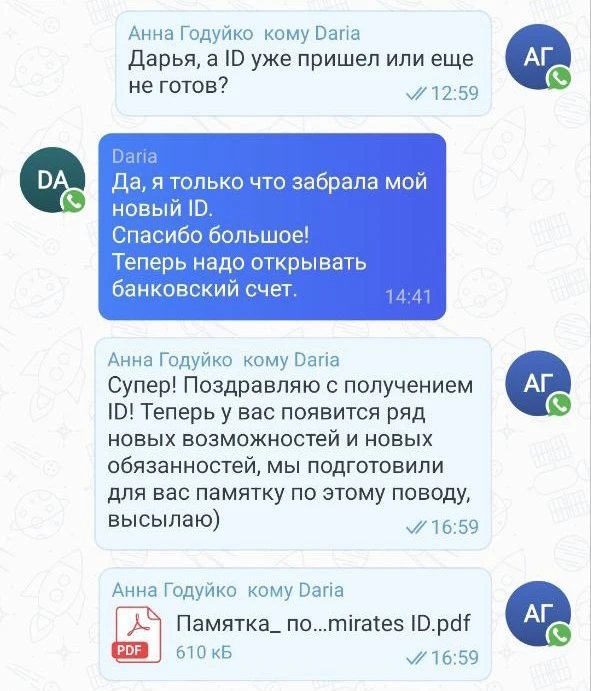 Анна Годуйко кому Daria
Дарья, а ID уже пришел или еще
не готов?
12:59
АГ
Daria
DA
Да, я только что забрала мой
новый ID.
Спасибо большое!
Теперь надо открывать
банковский счет.
14:41
Анна Годуйко кому Daria
АГ
Супер! Поздравляю с получением
ID! Теперь у вас появится ряд
новых возможностей и новых
обязанностей, мы подготовили
для вас памятку по этому поводу,
высылаю)
16:59
Анна Годуйко кому Daria
АГ
Памятка_ по...mirates ID.pdf
PDF
610 кБ
16:59